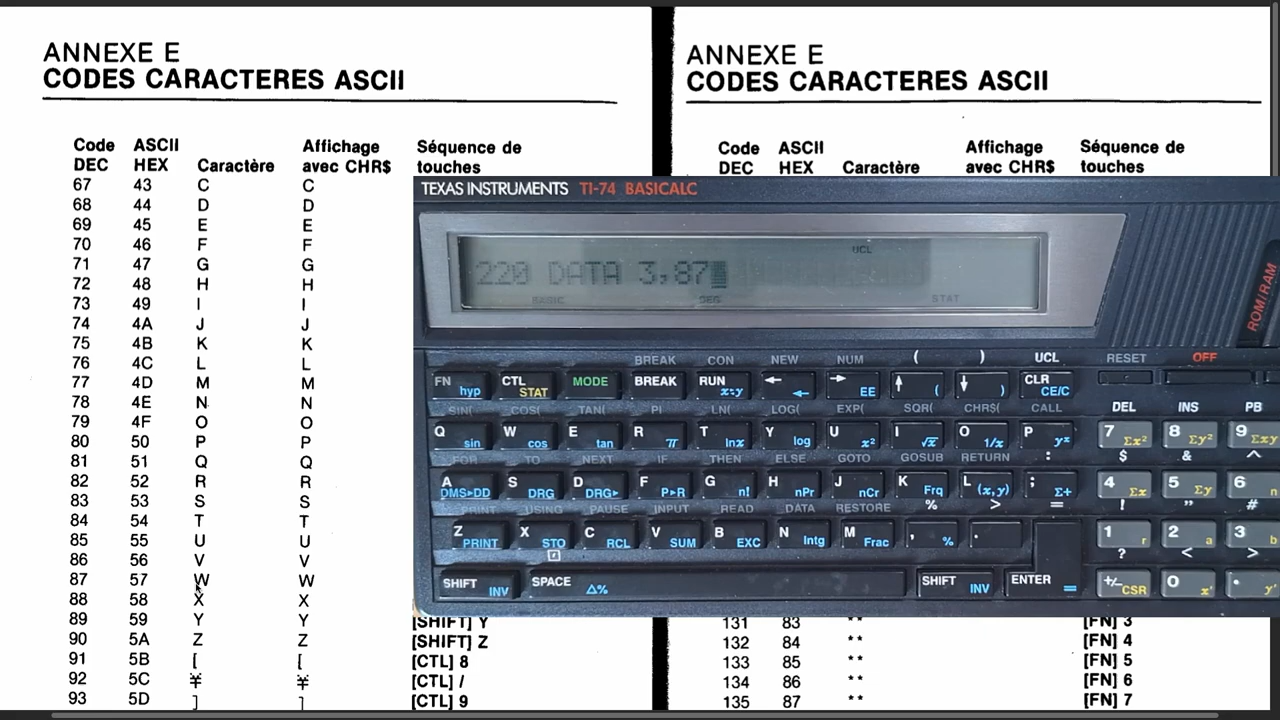 ANNEXE E
CODES CARACTERES ASCII
Code ASCII Affichage Séquence de
DEC HEX Caractère avec CHR$ touches
67 43 C C
68 44 D D
69 45 E E
70 46 F F
71 47 G G
72 48 H H
73 49 I I
74 4A J J
75 4B K K
76 4C L L
77 4D M M
78 4E N N
79 4F O O
80 50 P P
81 51 Q Q
82 52 R R
83 53 S S
84 54 T T
85 55 U U
86 56 V V
87 57 W W
88 58 X X
89 59 Y Y [SHIFT] Y
90 5A Z Z [SHIFT] Z
91 5B [ [ [CTL] 8
92 5C ¥ ¥ [CTL] /
93 5D ] ] [CTL] 9
ANNEXE E
CODES CARACTERES ASCII
Code ASCII Affichage Séquence de
DEC HEX Caractère avec CHR$ touches
131 83 ** [FN] 3
132 84 ** [FN] 4
133 85 ** [FN] 5
134 86 ** [FN] 6
135 87 ** [FN] 7
TEXAS INSTRUMENTS TI-74 BASICALC
UCL
220 DATA 3,87
BASIC DEG STAT
ROM/RAM
BREAK CON NEW NUM ( ) UCL RESET OFF
FN hyp CTL STAT MODE BREAK RUN x:y ← ← → EE ↑ ( ↓ ) CLR CE/C
SIN( COS( TAN( PI LN( LOG( EXP( SQR( CHR$( CALL DEL INS PB
Q sin W cos E tan R π T lnx Y log U x² I √x O 1/x P yˣ 7 Σx² 8 Σy² 9 Σxy
FOR TO NEXT IF THEN ELSE GOTO GOSUB RETURN : $ & ^
A DMS▸DD S DRG D DRG▸ F P▸R G n! H nPr J nCr K Frq L (x,y) ; Σ+ 4 Σx 5 Σy 6 n
PRINT USING PAUSE INPUT READ DATA RESTORE % > = ! " #
Z PRINT X STO C RCL V SUM B EXC N Intg M Frac , % . 1 r 2 a 3 b
? < >
SHIFT INV SPACE Δ% SHIFT INV ENTER = +/− CSR 0 x' . y'